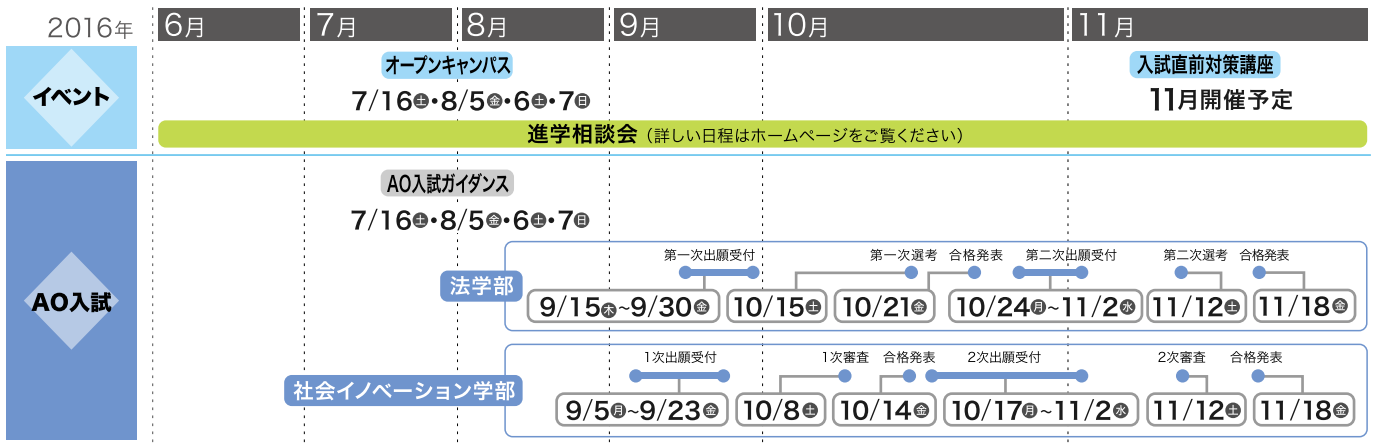 2016年 6月 7月 8月 9月 10月 11月
イベント
オープンキャンパス
7/16土・8/5金・6土・7日
入試直前対策講座
11月開催予定
進学相談会（詳しい日程はホームページをご覧ください）
AO入試
AO入試ガイダンス
7/16土・8/5金・6土・7日
法学部
第一次出願受付 第一次選考 合格発表 第二次出願受付 第二次選考 合格発表
9/15木~9/30金 10/15土 10/21金 10/24月~11/2水 11/12土 11/18金
社会イノベーション学部
1次出願受付 1次審査 合格発表 2次出願受付 2次審査 合格発表
9/5月~9/23金 10/8土 10/14金 10/17月~11/2水 11/12土 11/18金